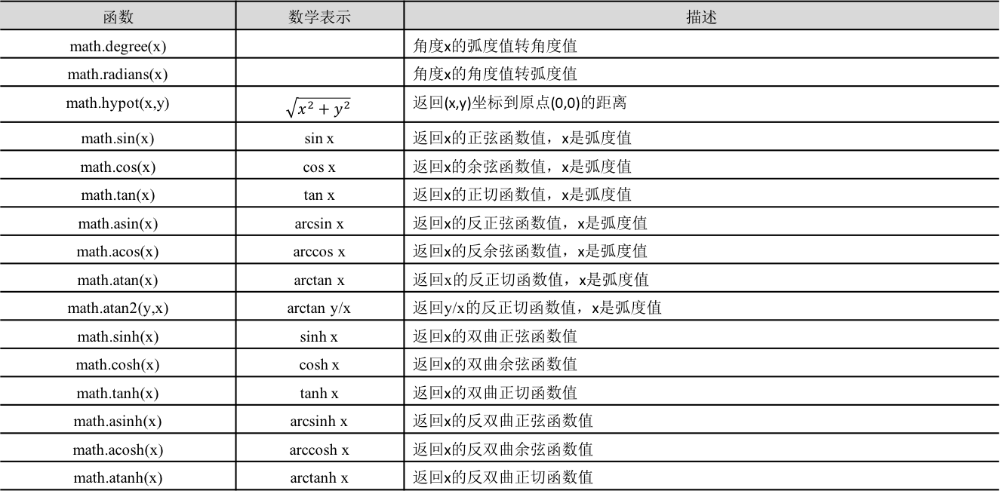 函数 数学表示 描述
math.degree(x) 角度x的弧度值转角度值
math.radians(x) 角度x的角度值转弧度值
math.hypot(x,y) √(x² + y²) 返回(x,y)坐标到原点(0,0)的距离
math.sin(x) sin x 返回x的正弦函数值，x是弧度值
math.cos(x) cos x 返回x的余弦函数值，x是弧度值
math.tan(x) tan x 返回x的正切函数值，x是弧度值
math.asin(x) arcsin x 返回x的反正弦函数值，x是弧度值
math.acos(x) arccos x 返回x的反余弦函数值，x是弧度值
math.atan(x) arctan x 返回x的反正切函数值，x是弧度值
math.atan2(y,x) arctan y/x 返回y/x的反正切函数值，x是弧度值
math.sinh(x) sinh x 返回x的双曲正弦函数值
math.cosh(x) cosh x 返回x的双曲余弦函数值
math.tanh(x) tanh x 返回x的双曲正切函数值
math.asinh(x) arcsinh x 返回x的反双曲正弦函数值
math.acosh(x) arccosh x 返回x的反双曲余弦函数值
math.atanh(x) arctanh x 返回x的反双曲正切函数值